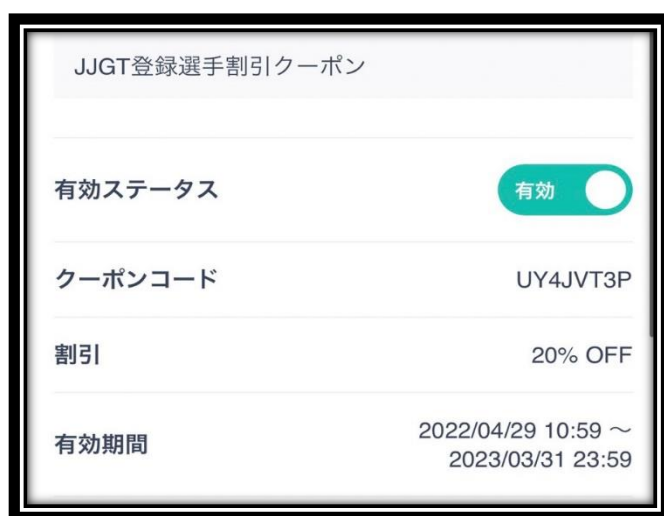 JJGT登録選手割引クーポン
有効ステータス
有効
クーポンコード
UY4JVT3P
割引
20% OFF
有効期間
2022/04/29 10:59 ～
2023/03/31 23:59